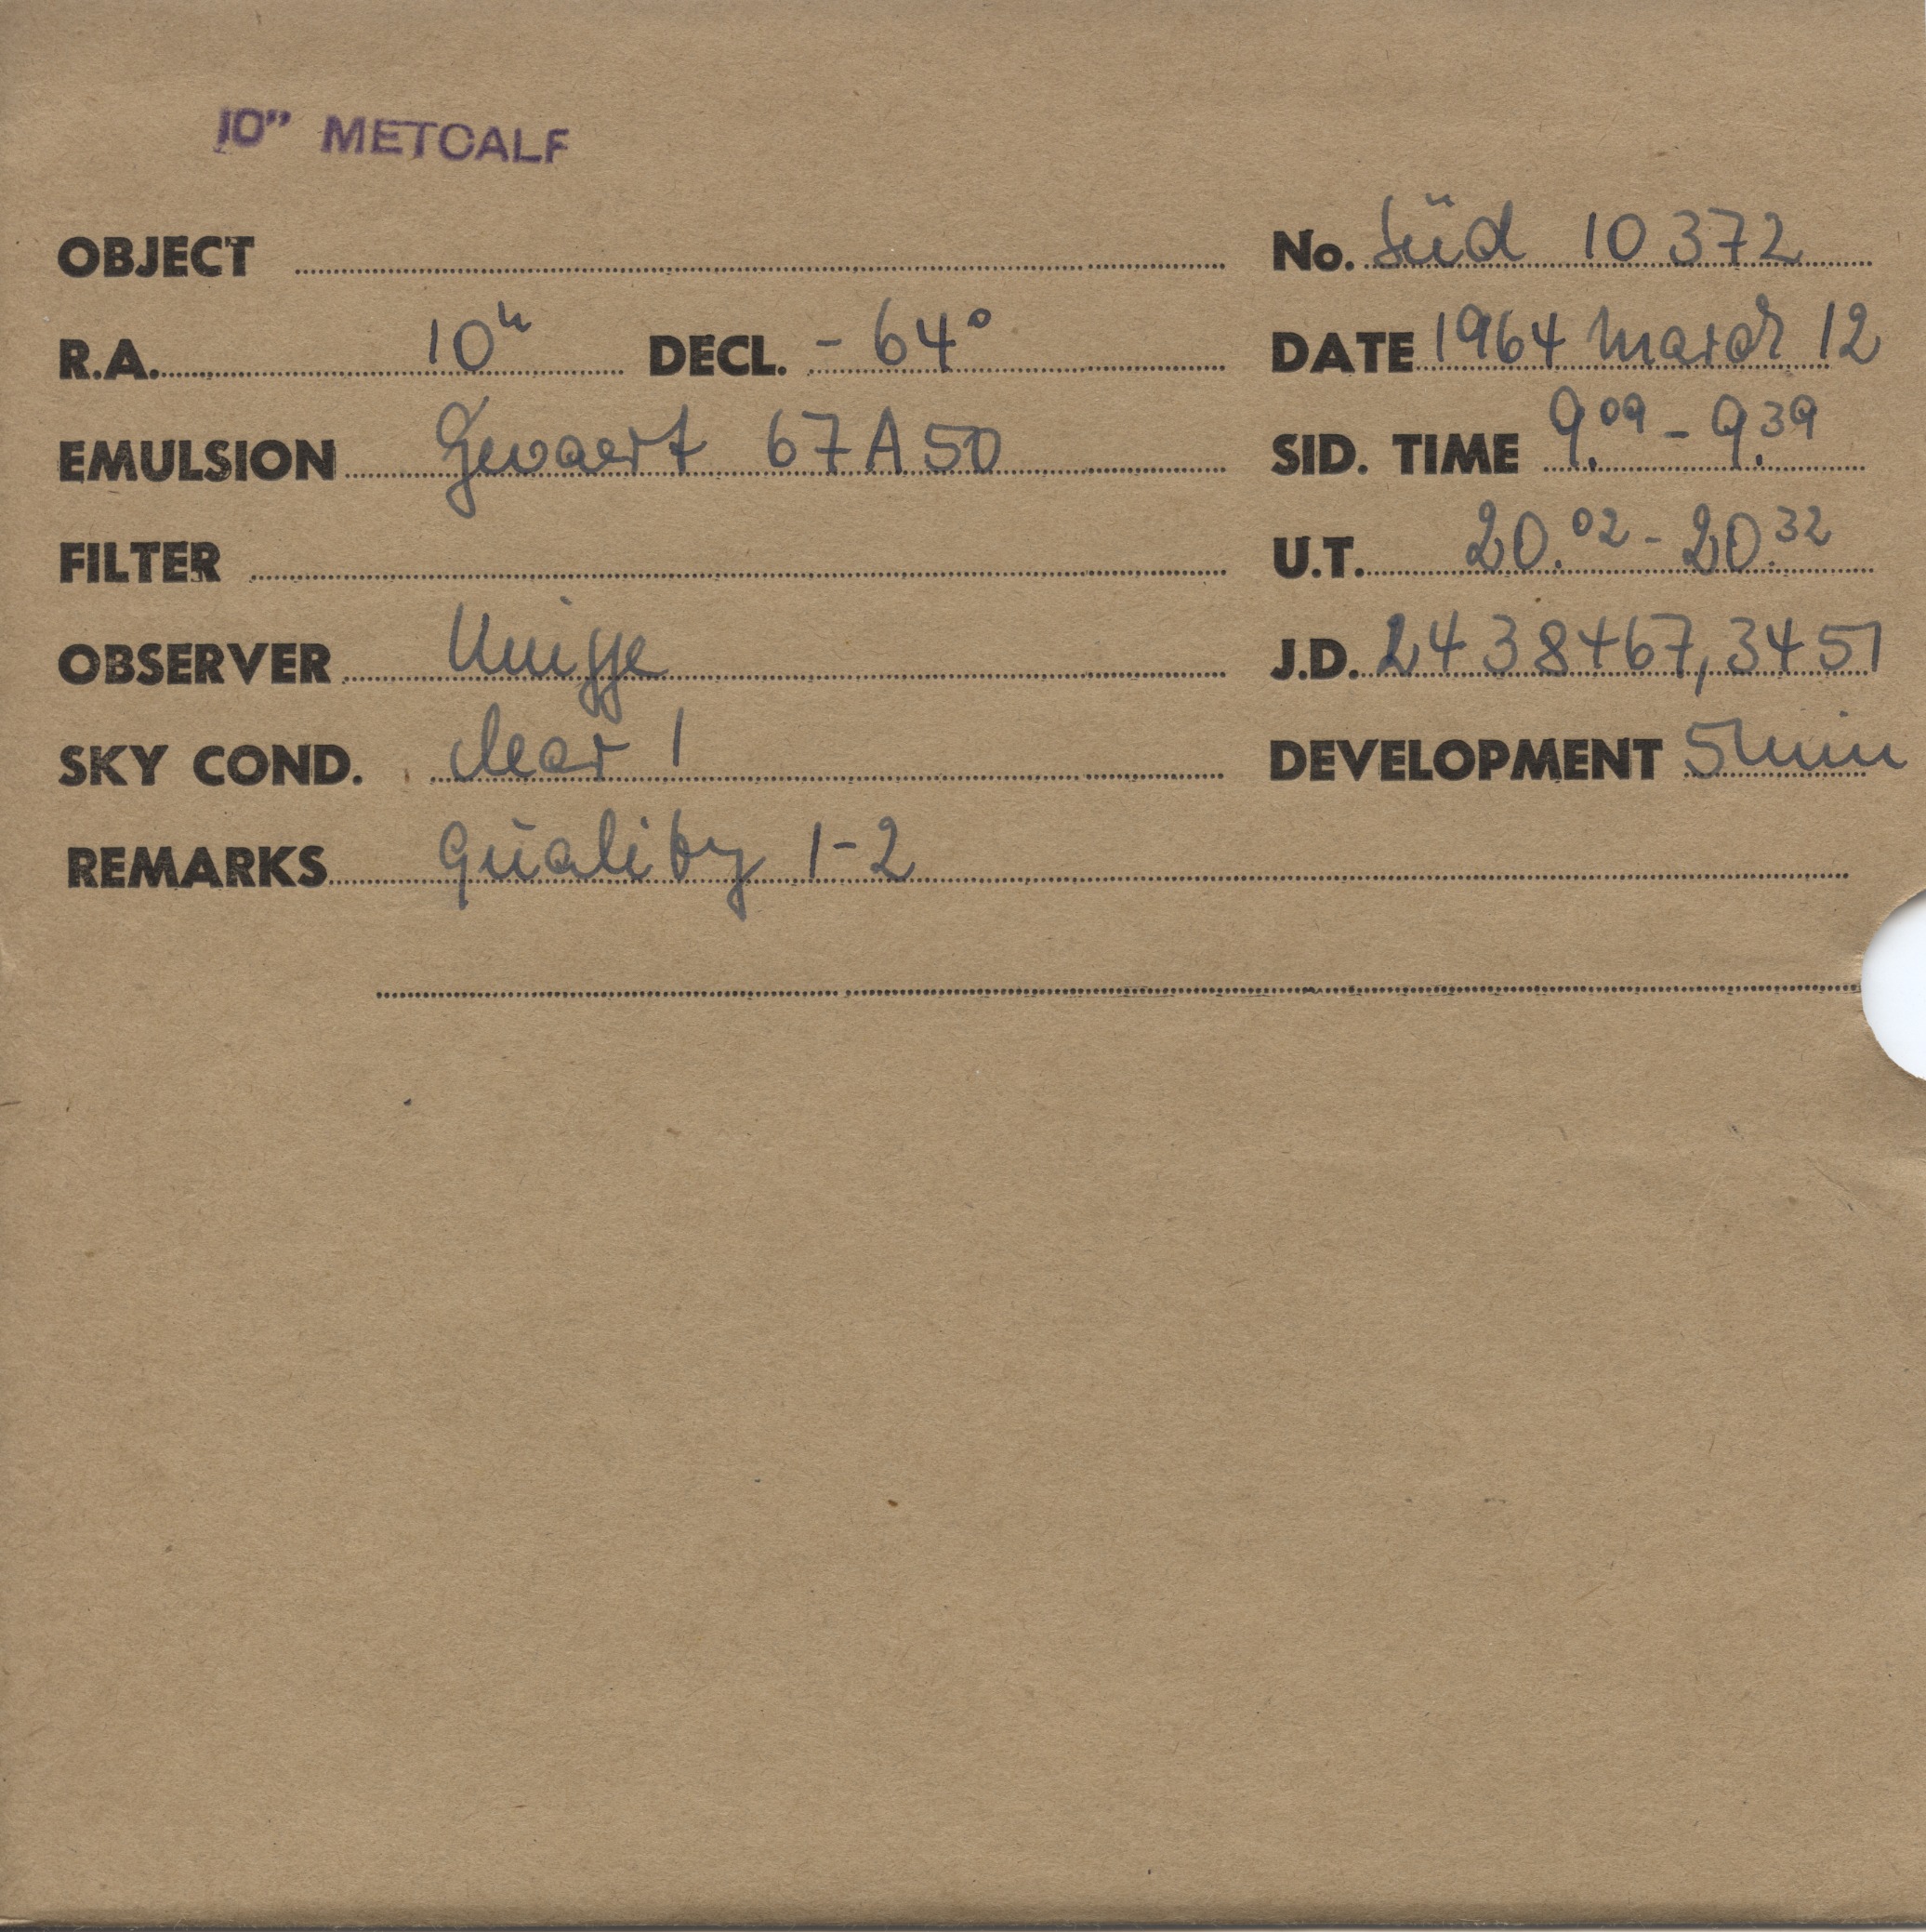 10" METCALF
OBJECT No. Süd 10372
R.A. 10h DECL. -64° DATE 1964 March 12
EMULSION Gevaert 67A50 SID. TIME 9.09 - 9.39
FILTER U.T. 20.02 - 20.32
OBSERVER J.D. 2438467,3451
SKY COND. clear 1 DEVELOPMENT 5 min
REMARKS Quality 1-2